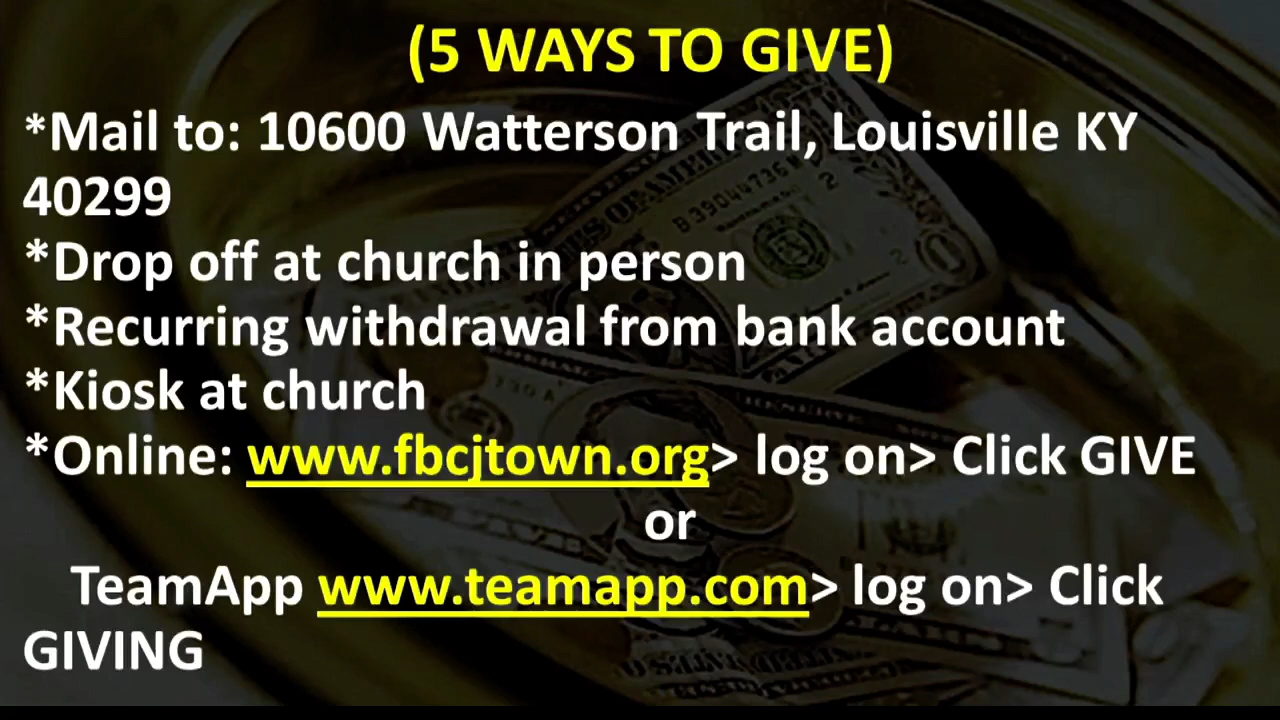 (5 WAYS TO GIVE)
*Mail to: 10600 Watterson Trail, Louisville KY
40299
*Drop off at church in person
*Recurring withdrawal from bank account
*Kiosk at church
*Online: www.fbcjtown.org> log on> Click GIVE
or
TeamApp www.teamapp.com> log on> Click
GIVING